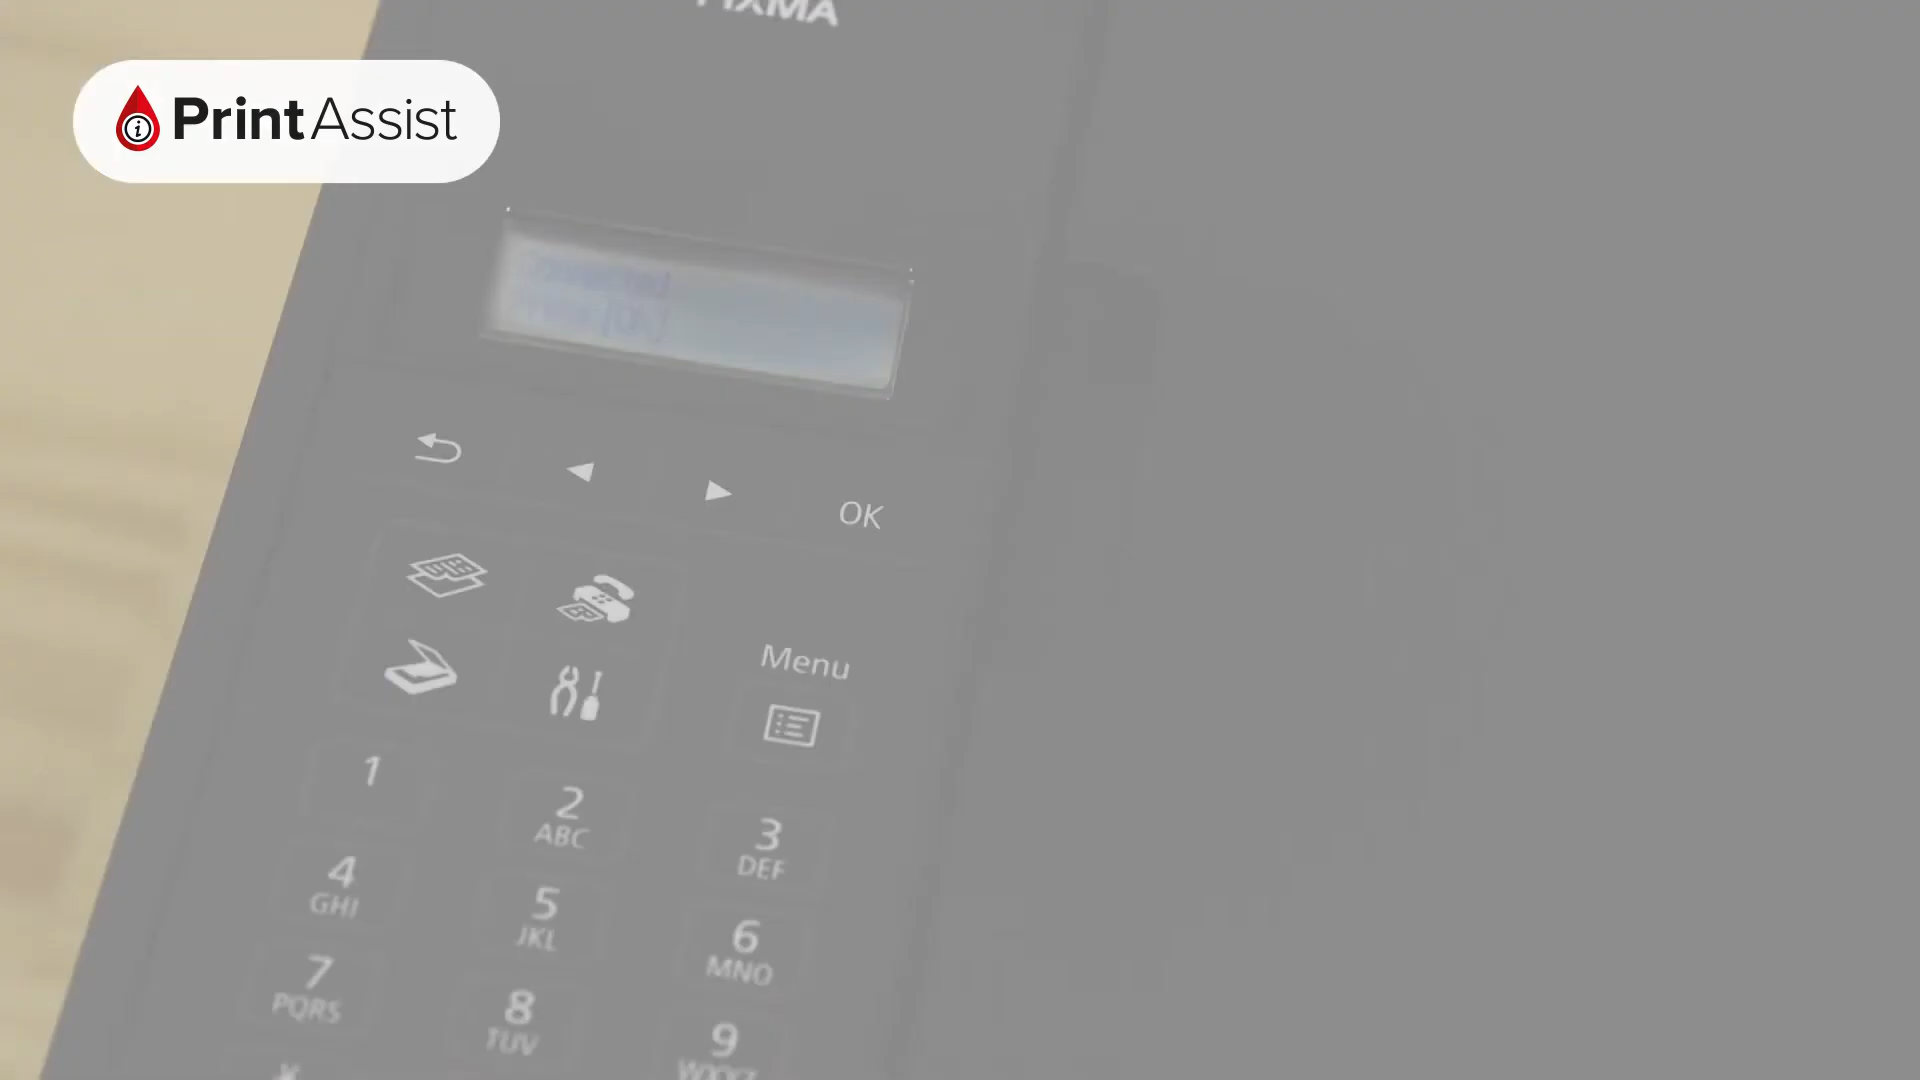 PIXMA
Print Assist
OK
Menu
1
2
ABC
3
DEF
4
GHI
5
JKL
6
MNO
7
PQRS
8
TUV
9
WXYZ
*